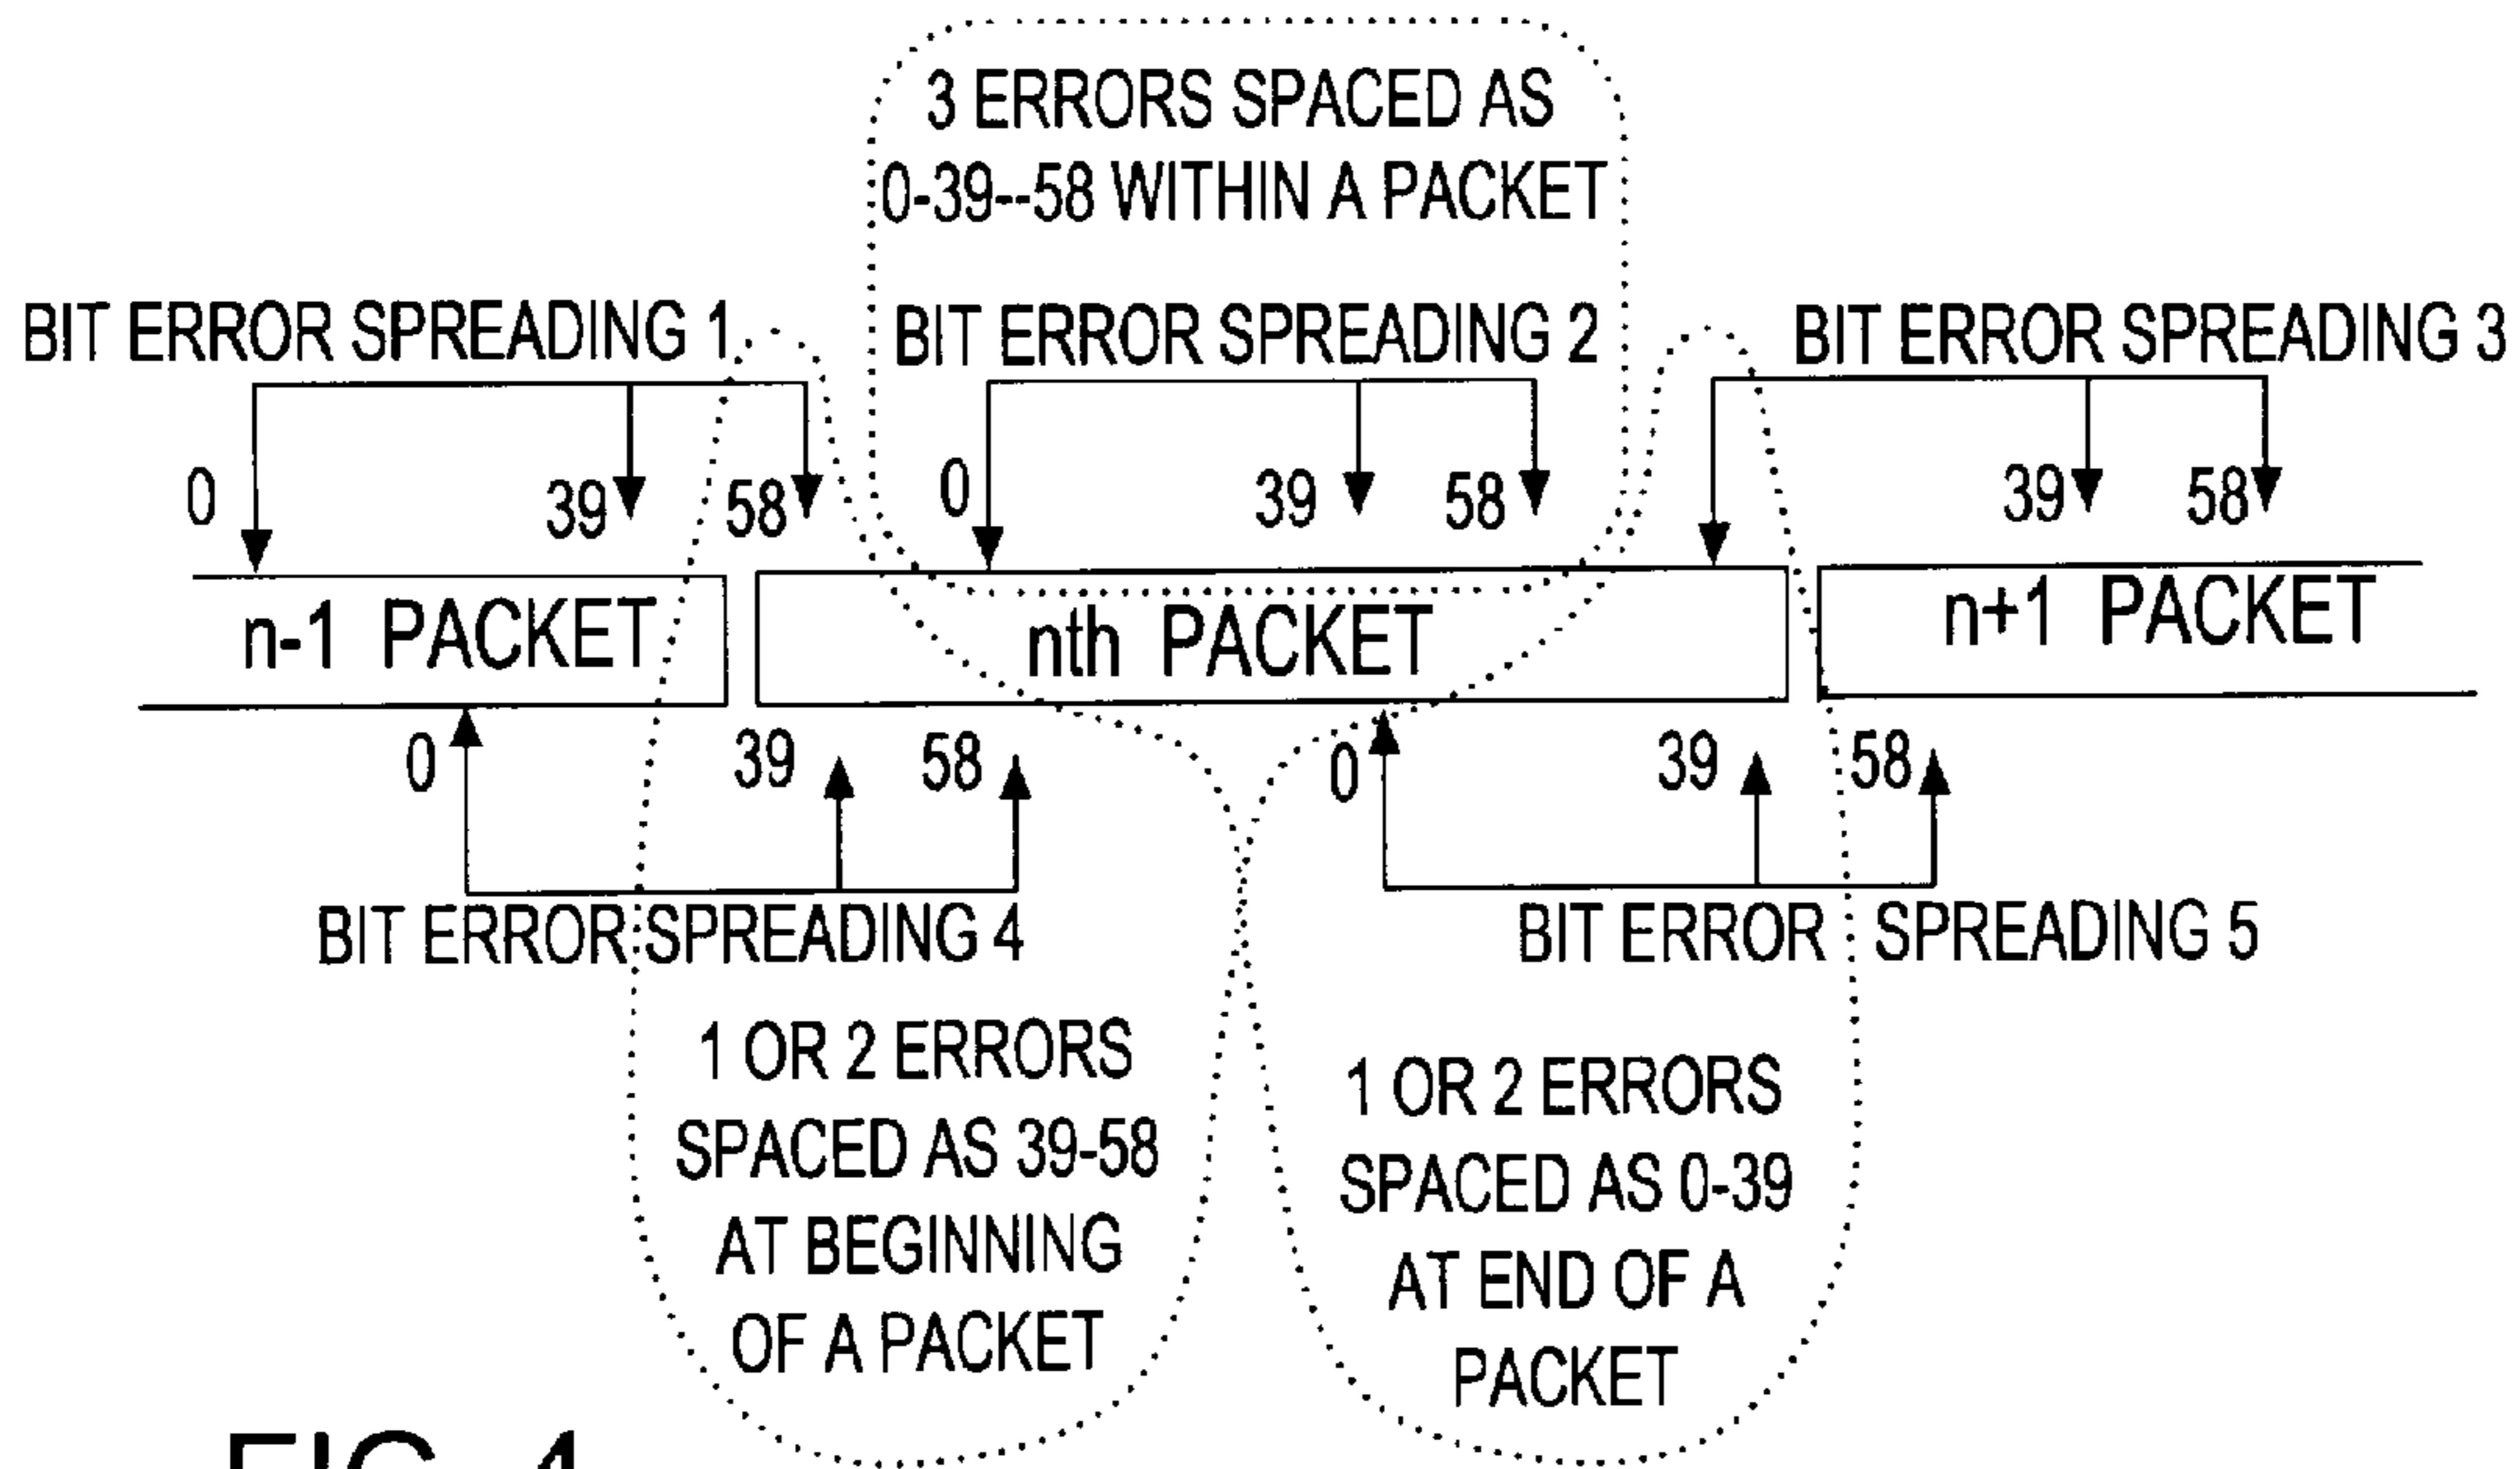 3 ERRORS SPACED AS
0-39--58 WITHIN A PACKET
BIT ERROR SPREADING 1
BIT ERROR SPREADING 2
BIT ERROR SPREADING 3
0
39
58
0
39
58
39
58
n-1 PACKET
nth PACKET
n+1 PACKET
0
39
58
0
39
58
BIT ERROR SPREADING 4
BIT ERROR SPREADING 5
1 OR 2 ERRORS
SPACED AS 39-58
AT BEGINNING
OF A PACKET
1 OR 2 ERRORS
SPACED AS 0-39
AT END OF A
PACKET